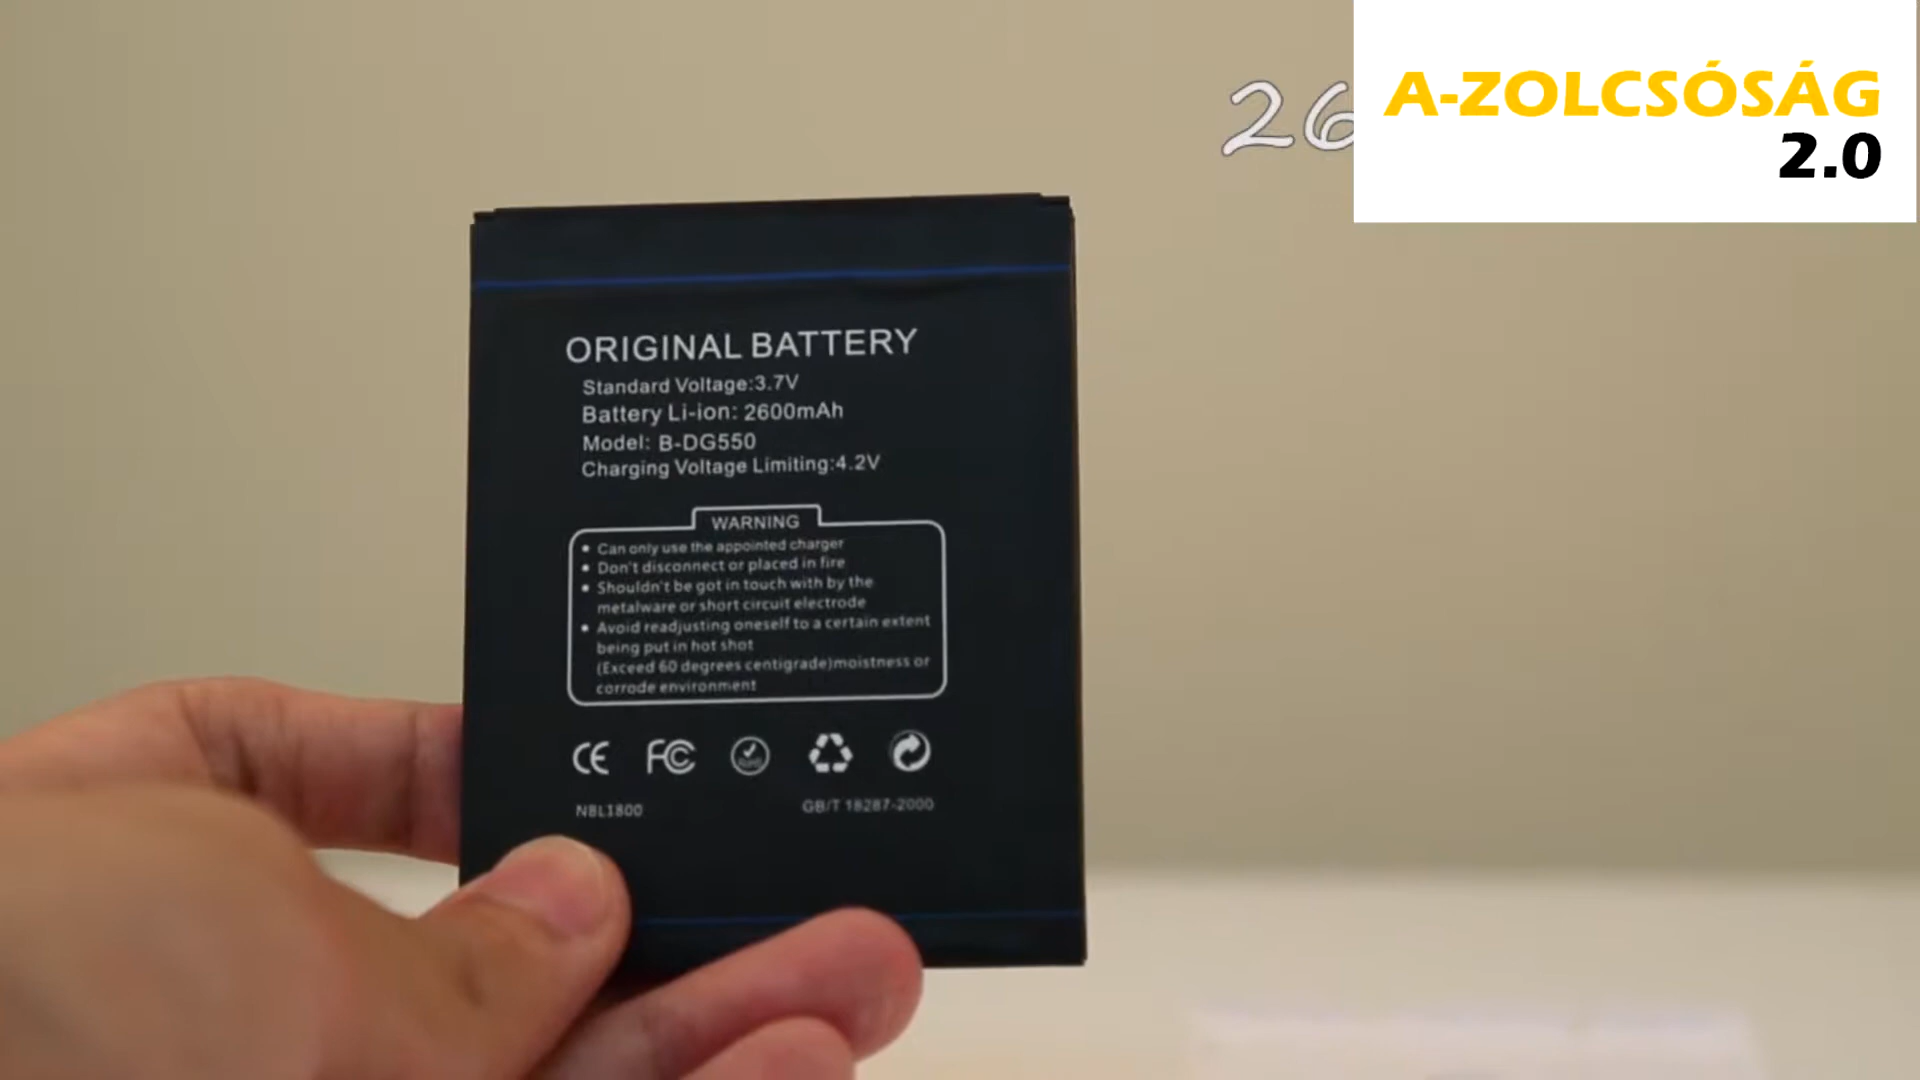 26
A-ZOLCSÓSÁG
2.0
ORIGINAL BATTERY
Standard Voltage:3.7V
Battery Li-ion: 2600mAh
Model: B-DG550
Charging Voltage Limiting:4.2V
WARNING
• Can only use the appointed charger
• Don't disconnect or placed in fire
• Shouldn't be got in touch with by the
metalware or short circuit electrode
• Avoid readjusting oneself to a certain extent
being put in hot shot
(Exceed 60 degrees centigrade)moistness or
corrode environment
CE FC RoHS
NBL1800 GB/T 18287-2000